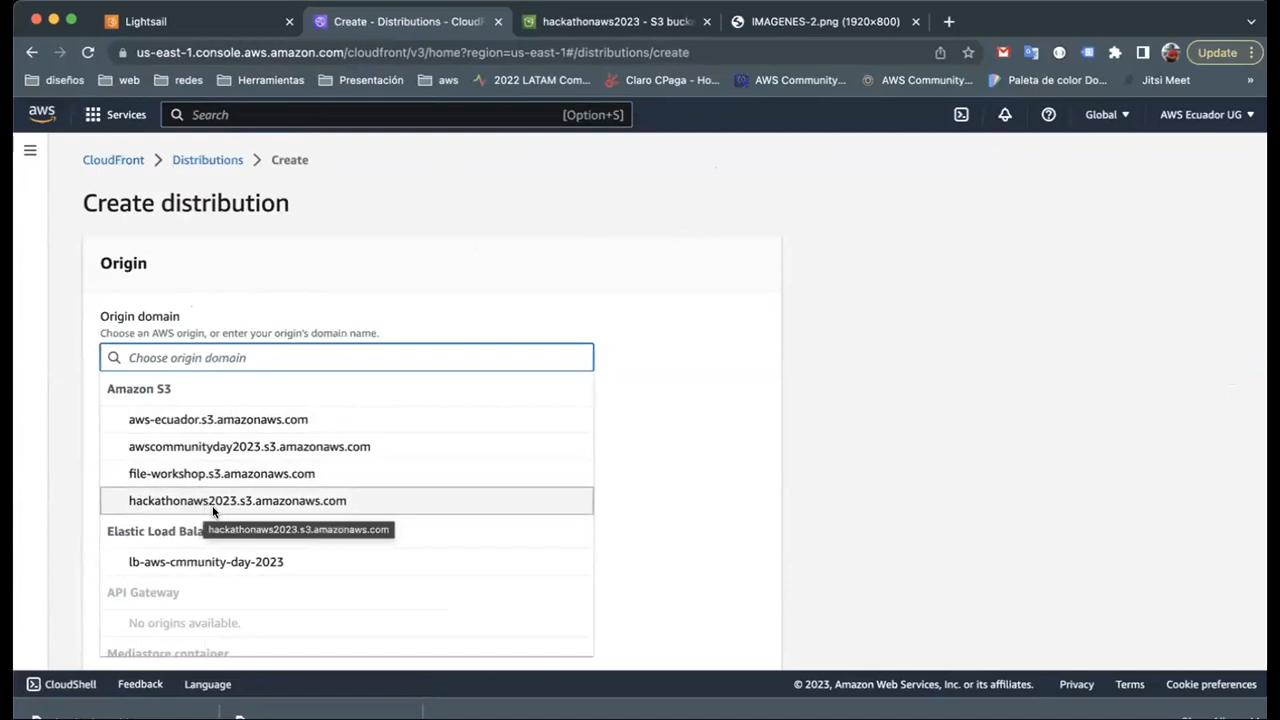 Lightsail
Create - Distributions - CloudF
hackathonaws2023 - S3 buck
IMAGENES-2.png (1920×800)
us-east-1.console.aws.amazon.com/cloudfront/v3/home?region=us-east-1#/distributions/create
Update
diseños
web
redes
Herramientas
Presentación
aws
2022 LATAM Com...
Claro CPaga - Ho...
AWS Community...
AWS Community...
Paleta de color Do...
Jitsi Meet
»
aws
Services
Search
[Option+S]
Global
AWS Ecuador UG
CloudFront
Distributions
Create
Create distribution
Origin
Origin domain
Choose an AWS origin, or enter your origin's domain name.
Choose origin domain
Amazon S3
aws-ecuador.s3.amazonaws.com
awscommunityday2023.s3.amazonaws.com
file-workshop.s3.amazonaws.com
hackathonaws2023.s3.amazonaws.com
Elastic Load Bala
hackathonaws2023.s3.amazonaws.com
lb-aws-cmmunity-day-2023
API Gateway
No origins available.
Mediastore container
CloudShell
Feedback
Language
© 2023, Amazon Web Services, Inc. or its affiliates.
Privacy
Terms
Cookie preferences